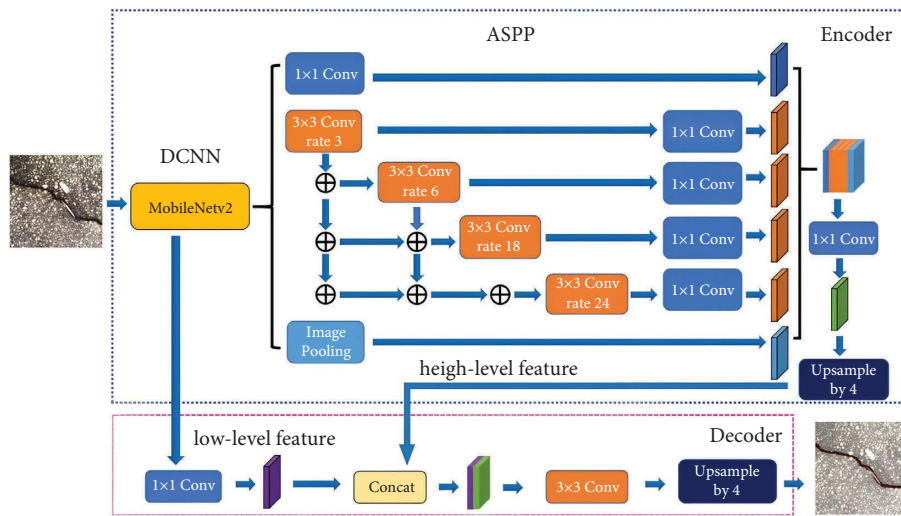 ASPP
Encoder
1×1 Conv
3×3 Conv
rate 3
1×1 Conv
DCNN
3×3 Conv
rate 6
1×1 Conv
MobileNetv2
3×3 Conv
rate 18
1×1 Conv
1×1 Conv
3×3 Conv
rate 24
1×1 Conv
Image
Pooling
heigh-level feature
Upsample
by 4
low-level feature
Decoder
1×1 Conv
Concat
3×3 Conv
Upsample
by 4